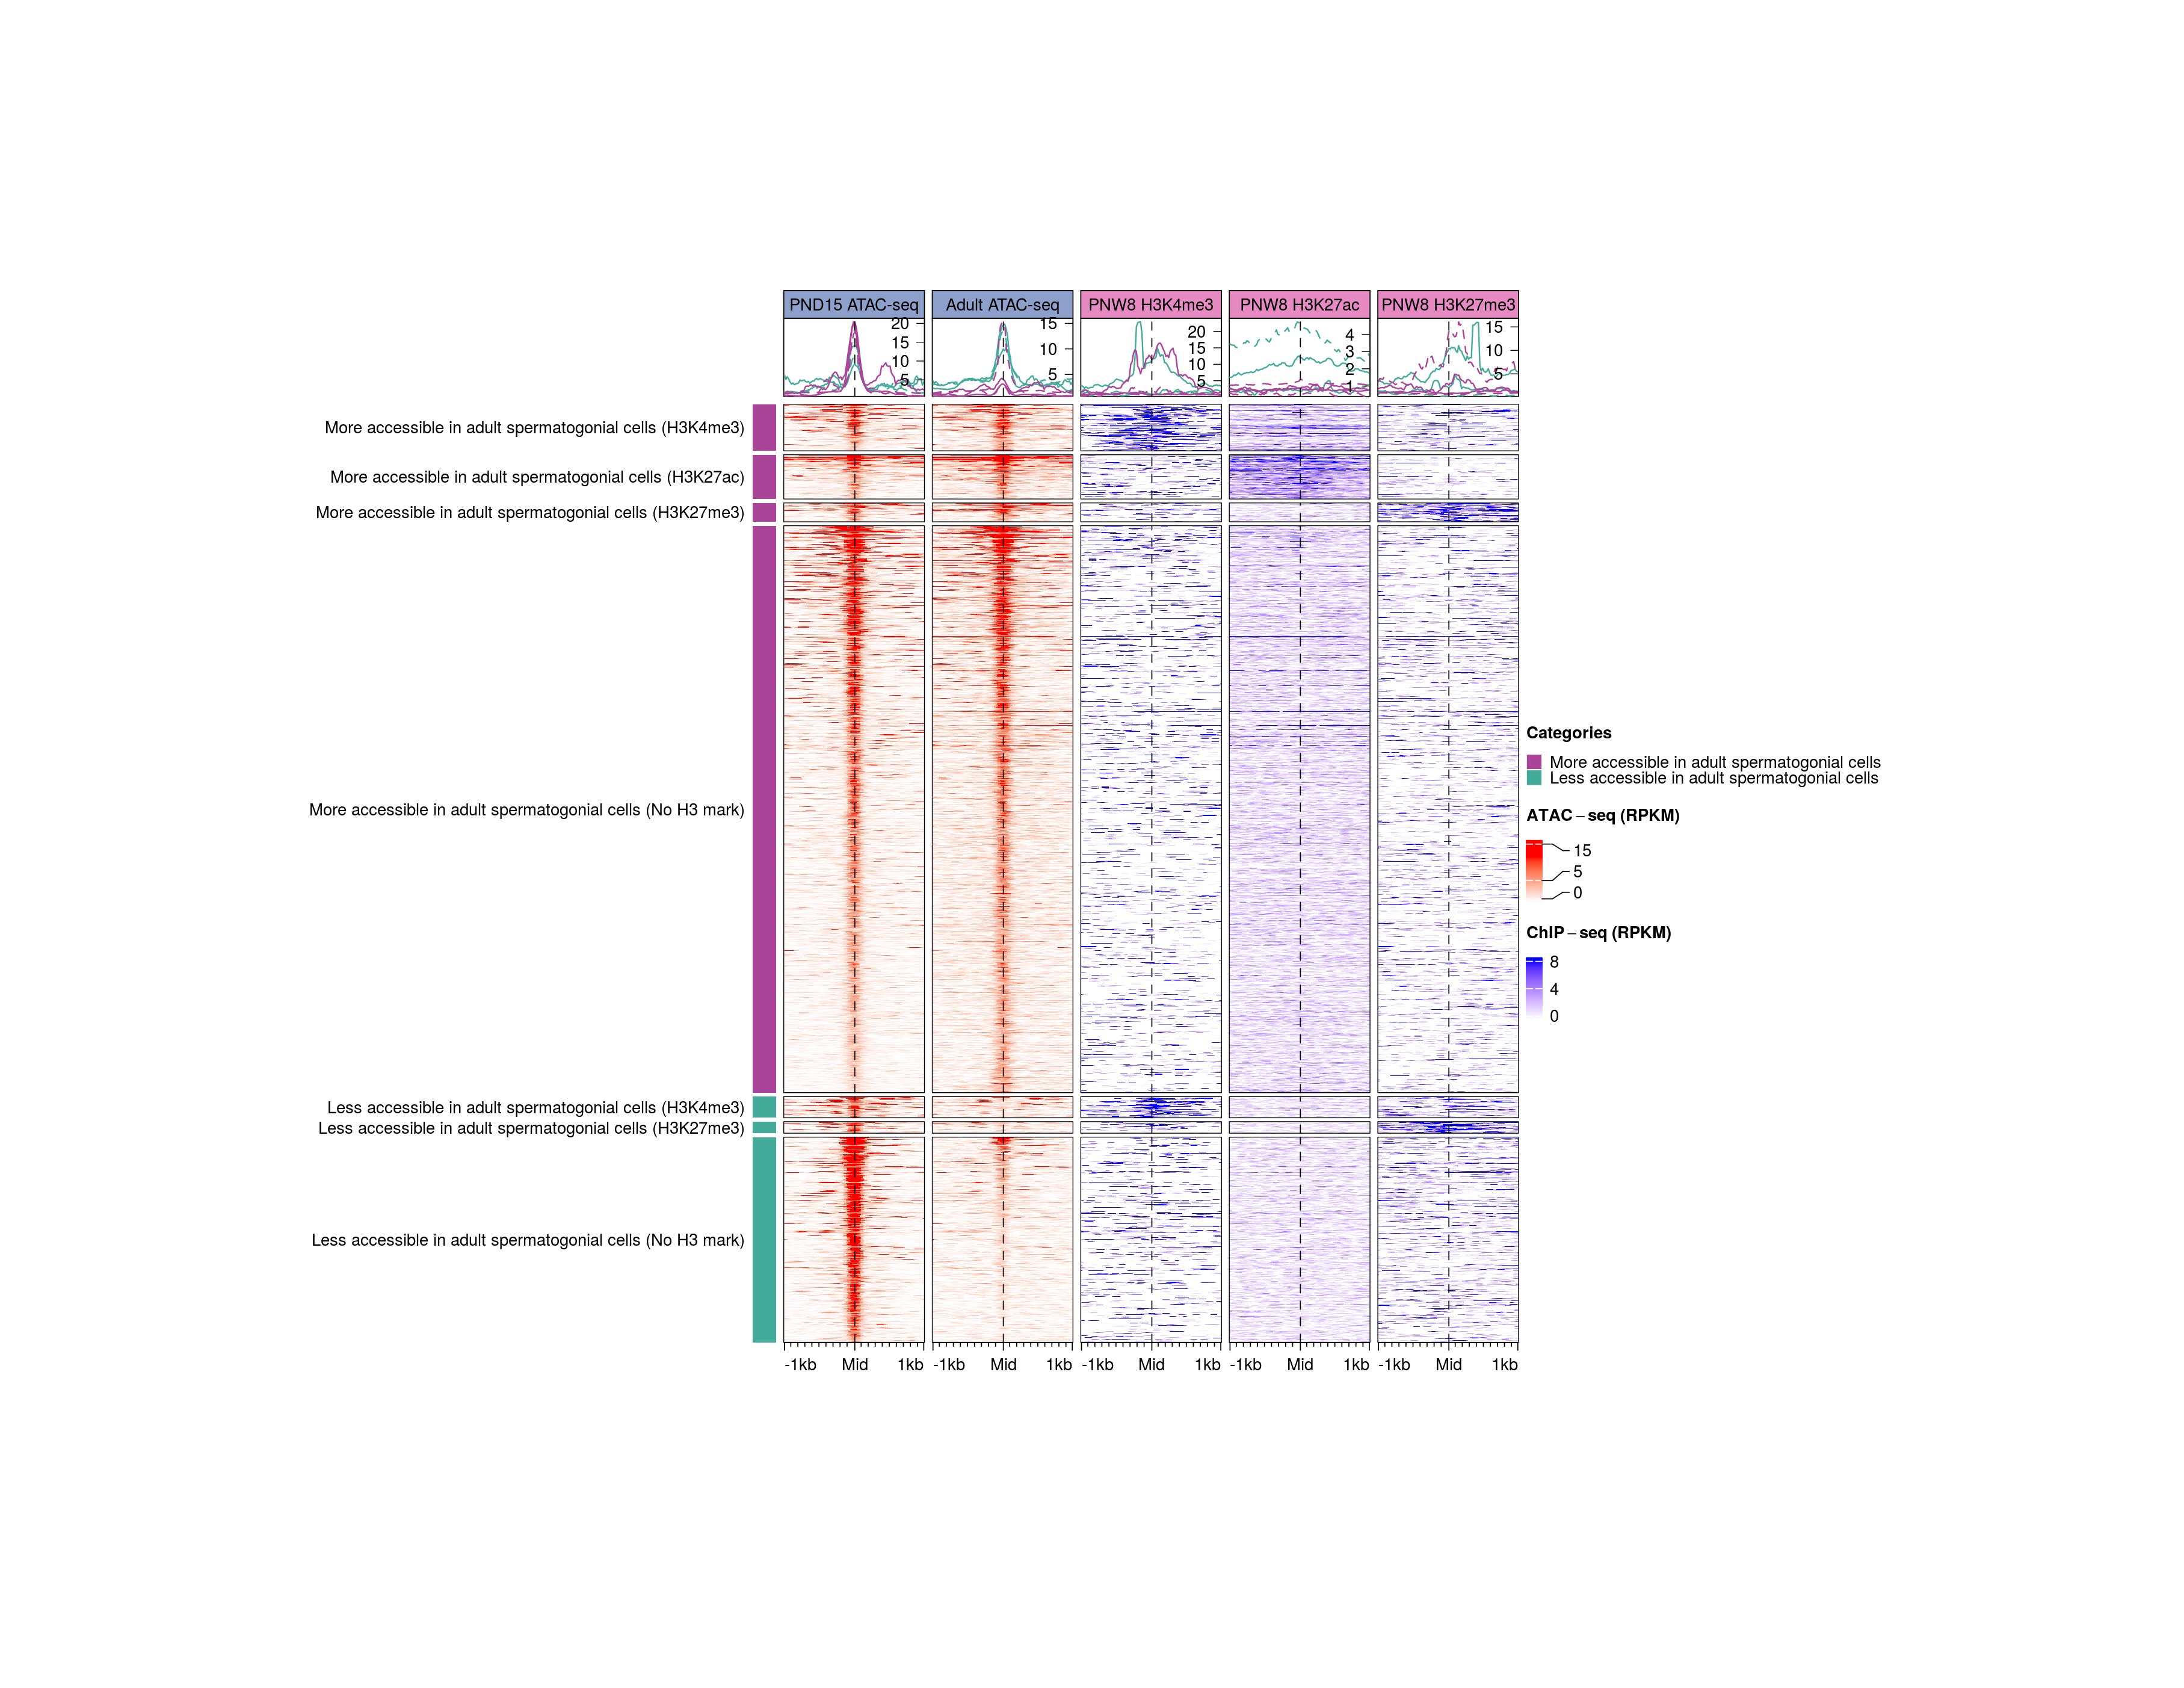 PND15 ATAC-seq
Adult ATAC-seq
PNW8 H3K4me3
PNW8 H3K27ac
PNW8 H3K27me3
20
15
10
5
15
10
5
20
15
10
5
4
3
2
1
15
10
5
More accessible in adult spermatogonial cells (H3K4me3)
More accessible in adult spermatogonial cells (H3K27ac)
More accessible in adult spermatogonial cells (H3K27me3)
More accessible in adult spermatogonial cells (No H3 mark)
Less accessible in adult spermatogonial cells (H3K4me3)
Less accessible in adult spermatogonial cells (H3K27me3)
Less accessible in adult spermatogonial cells (No H3 mark)
-1kb Mid 1kb
-1kb Mid 1kb
-1kb Mid 1kb
-1kb Mid 1kb
-1kb Mid 1kb
Categories
More accessible in adult spermatogonial cells
Less accessible in adult spermatogonial cells
ATAC−seq (RPKM)
15
5
0
ChIP−seq (RPKM)
8
4
0